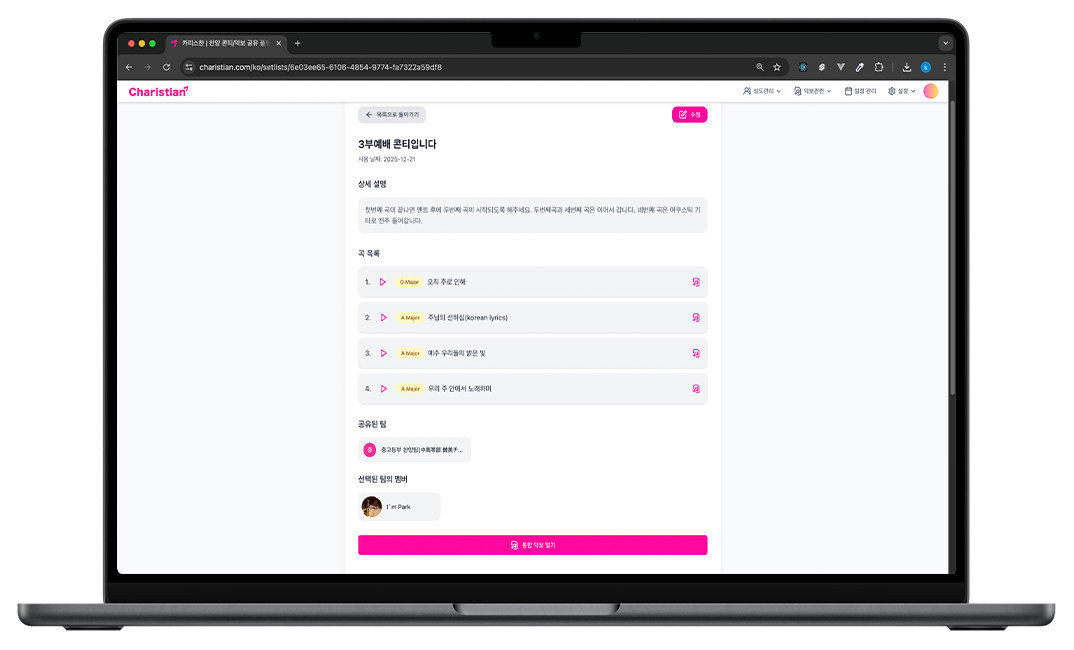 카리스찬 | 찬양 콘티/악보 공유 플
charistian.com/ko/setlists/6e03ee65-6106-4854-9774-fa7322a59df8
Charistian
성도관리
악보관련
일정 관리
설정
목록으로 돌아가기
수정
3부예배 콘티입니다
사용 날짜: 2025-12-21
상세 설명
첫번째 곡이 끝나면 멘트 후에 두번째 곡이 시작되도록 해주세요. 두번째곡과 세번째 곡은 이어서 갑니다. 네번째 곡은 어쿠스틱 기
타로 전주 들어갑니다.
곡 목록
1. G Major 오직 주로 인해
2. A Major 주님의 선하심(korean lyrics)
3. A Major 예수 우리들의 밝은 빛
4. A Major 우리 주 안에서 노래하며
공유된 팀
중 중고등부 찬양팀|中高等部 賛美チ...
선택된 팀의 멤버
I`m Park
통합 악보 열기